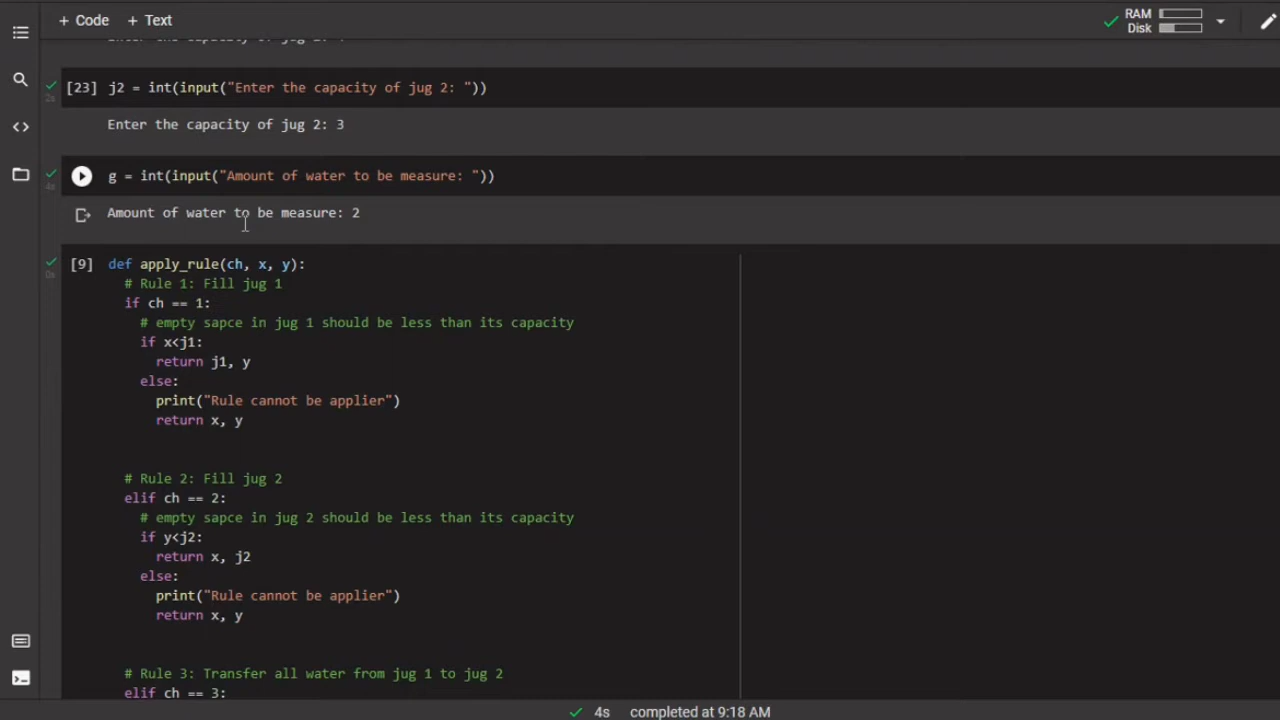 + Code + Text
RAM
Disk
[23] j2 = int(input("Enter the capacity of jug 2: "))
2s
Enter the capacity of jug 2: 3
g = int(input("Amount of water to be measure: "))
4s
Amount of water to be measure: 2
[9] def apply_rule(ch, x, y):
0s
# Rule 1: Fill jug 1
if ch == 1:
# empty sapce in jug 1 should be less than its capacity
if x<j1:
return j1, y
else:
print("Rule cannot be applier")
return x, y
# Rule 2: Fill jug 2
elif ch == 2:
# empty sapce in jug 2 should be less than its capacity
if y<j2:
return x, j2
else:
print("Rule cannot be applier")
return x, y
# Rule 3: Transfer all water from jug 1 to jug 2
elif ch == 3:
4s completed at 9:18 AM